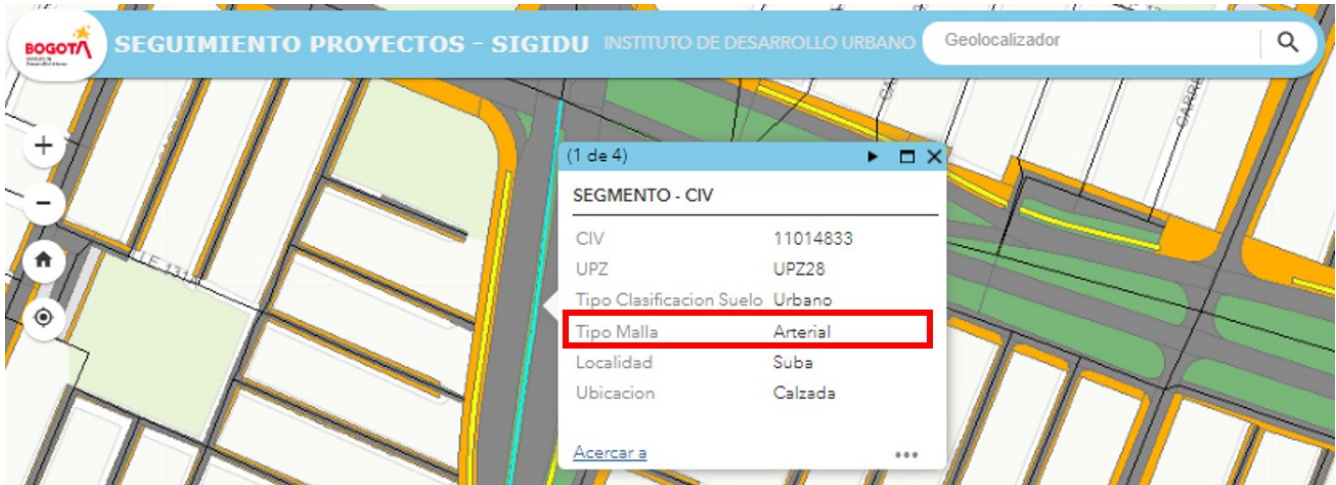 BOGOTÁ
SEGUIMIENTO PROYECTOS - SIGIDU INSTITUTO DE DESARROLLO URBANO
Geolocalizador
(1 de 4)
SEGMENTO - CIV
CIV 11014833
UPZ UPZ28
Tipo Clasificacion Suelo Urbano
Tipo Malla Arterial
Localidad Suba
Ubicacion Calzada
Acercar a